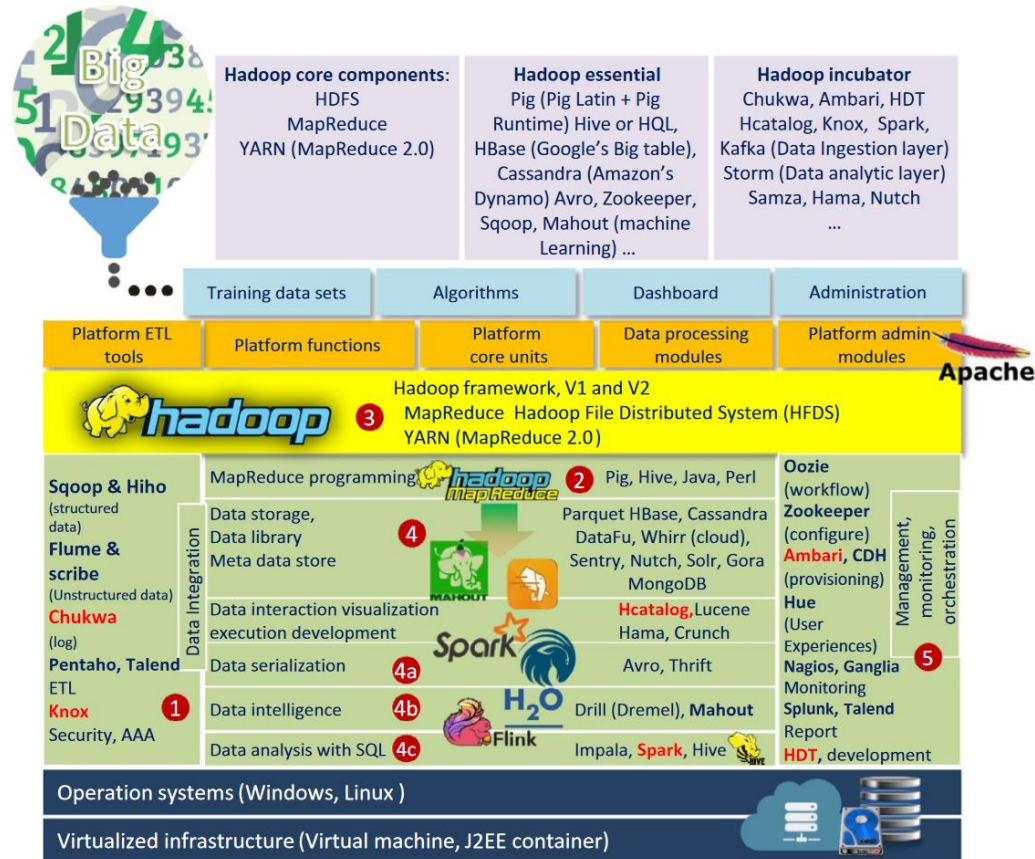 Big
Data
Hadoop core components:
HDFS
MapReduce
YARN (MapReduce 2.0)
Hadoop essential
Pig (Pig Latin + Pig
Runtime) Hive or HQL,
HBase (Google's Big table),
Cassandra (Amazon's
Dynamo) Avro, Zookeeper,
Sqoop, Mahout (machine
Learning) ...
Hadoop incubator
Chukwa, Ambari, HDT
Hcatalog, Knox, Spark,
Kafka (Data Ingestion layer)
Storm (Data analytic layer)
Samza, Hama, Nutch
...
Training data sets
Algorithms
Dashboard
Administration
Platform ETL
tools
Platform functions
Platform
core units
Data processing
modules
Platform admin
modules
Apache
hadoop
3
Hadoop framework, V1 and V2
MapReduce Hadoop File Distributed System (HFDS)
YARN (MapReduce 2.0)
Sqoop & Hiho
(structured
data)
Flume &
scribe
(Unstructured data)
Chukwa
(log)
Pentaho, Talend
ETL
Knox
Security, AAA
1
Data Integration
MapReduce programming
hadoop
MapReduce
2
Pig, Hive, Java, Perl
Data storage,
Data library
Meta data store
4
MAHOUT
Parquet HBase, Cassandra
DataFu, Whirr (cloud),
Sentry, Nutch, Solr, Gora
MongoDB
Data interaction visualization
execution development
Spark
Hcatalog,Lucene
Hama, Crunch
Data serialization
4a
Avro, Thrift
Data intelligence
4b
H2O
Drill (Dremel), Mahout
Data analysis with SQL
4c
Flink
Impala, Spark, Hive
HIVE
Oozie
(workflow)
Zookeeper
(configure)
Ambari, CDH
(provisioning)
Hue
(User
Experiences)
Nagios, Ganglia
Monitoring
Splunk, Talend
Report
HDT, development
Management,
monitoring,
orchestration
5
Operation systems (Windows, Linux )
Virtualized infrastructure (Virtual machine, J2EE container)